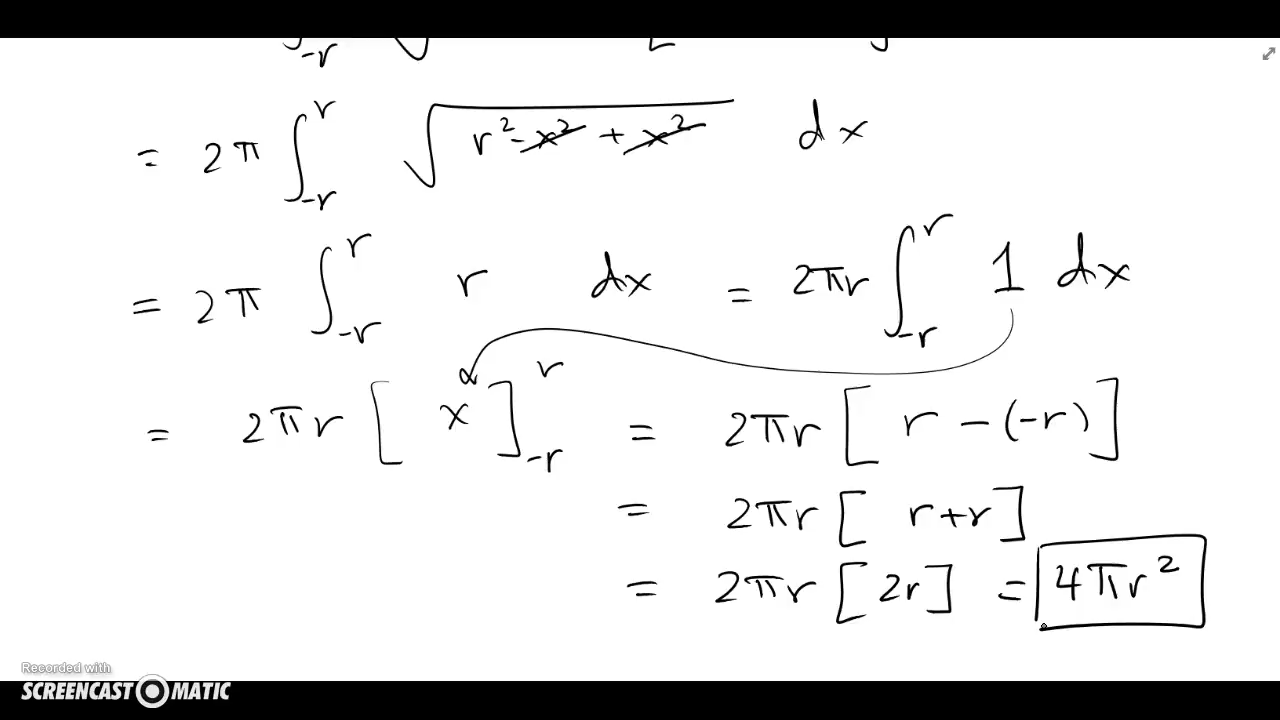 -r
= 2π ∫_{-r}^{r} √(r² - x² + x²) dx
= 2π ∫_{-r}^{r} r dx = 2πr ∫_{-r}^{r} 1 dx
= 2πr [ x ]_{-r}^{r} = 2πr [ r - (-r) ]
= 2πr [ r+r ]
= 2πr [ 2r ] = 4πr²
Recorded with
SCREENCAST-O-MATIC